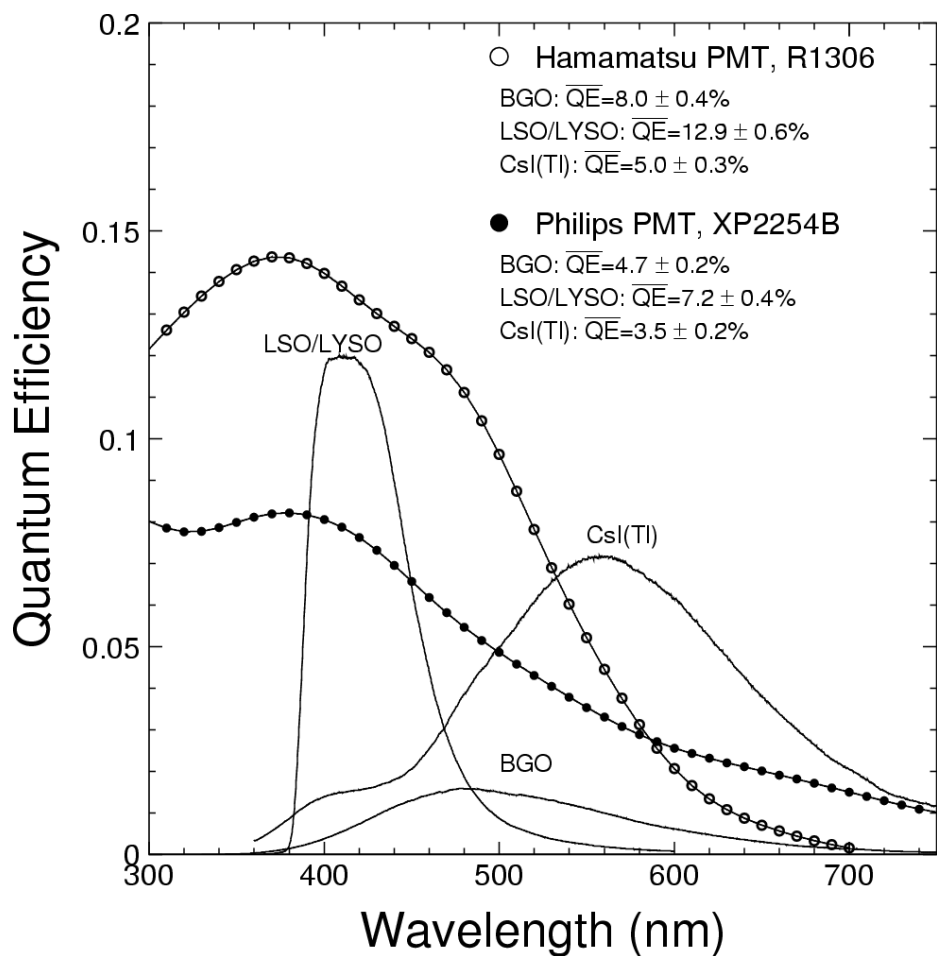 0.2
○ Hamamatsu PMT, R1306
BGO: QE=8.0 ± 0.4%
LSO/LYSO: QE=12.9 ± 0.6%
CsI(Tl): QE=5.0 ± 0.3%
● Philips PMT, XP2254B
BGO: QE=4.7 ± 0.2%
LSO/LYSO: QE=7.2 ± 0.4%
CsI(Tl): QE=3.5 ± 0.2%
0.15
LSO/LYSO
0.1
CsI(Tl)
0.05
BGO
0
300 400 500 600 700
Wavelength (nm)
Quantum Efficiency